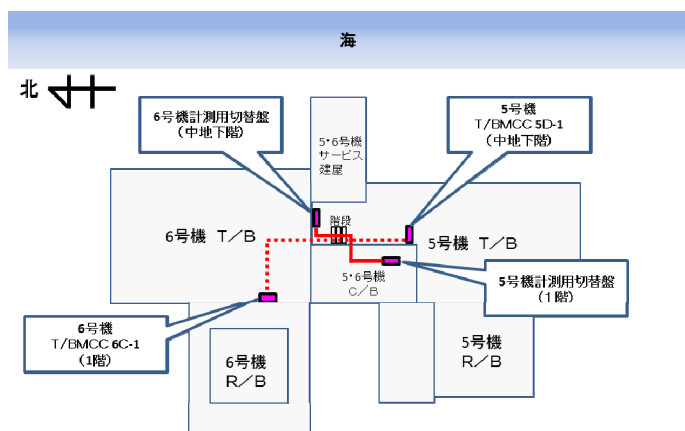 海
北
6号機計測用切替盤
（中地下階）
5号機
T/BMCC 5D-1
（中地下階）
5・6号機
サービス
建屋
階段
6号機 T／B
5号機 T／B
5・6号機
C／B
5号機計測用切替盤
（1階）
6号機
T/BMCC 6C-1
（1階）
6号機
R／B
5号機
R／B